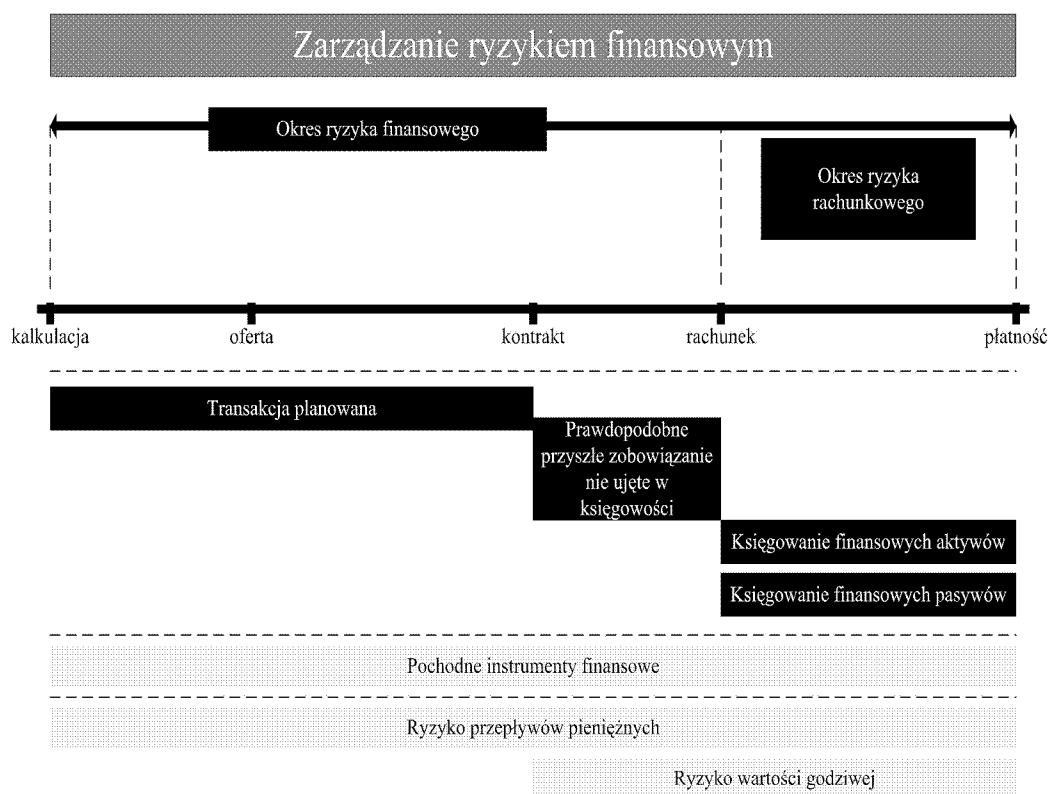 Zarządzanie ryzykiem finansowym
Okres ryzyka finansowego
Okres ryzyka
rachunkowego
kalkulacja
oferta
kontrakt
rachunek
płatność
Transakcja planowana
Prawdopodobne
przyszłe zobowiązanie
nie ujęte w
księgowości
Księgowanie finansowych aktywów
Księgowanie finansowych pasywów
Pochodne instrumenty finansowe
Ryzyko przepływów pieniężnych
Ryzyko wartości godziwej